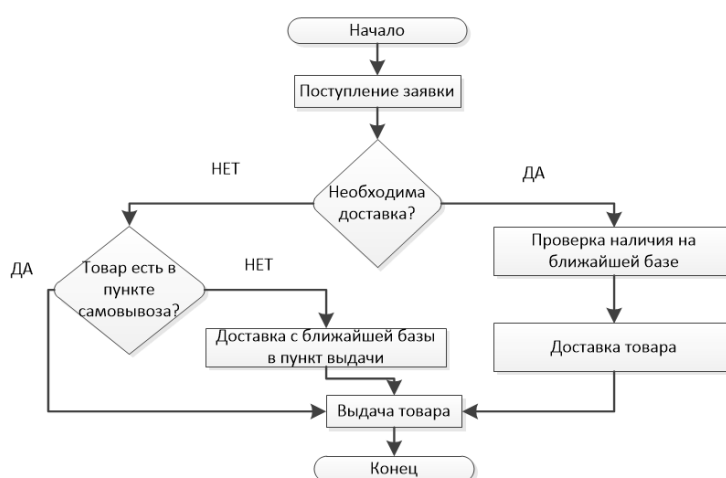 Начало
Поступление заявки
НЕТ
ДА
Необходима
доставка?
Проверка наличия на
ближайшей базе
ДА
Товар есть в
пункте
самовывоза?
НЕТ
Доставка с ближайшей базы
в пункт выдачи
Доставка товара
Выдача товара
Конец